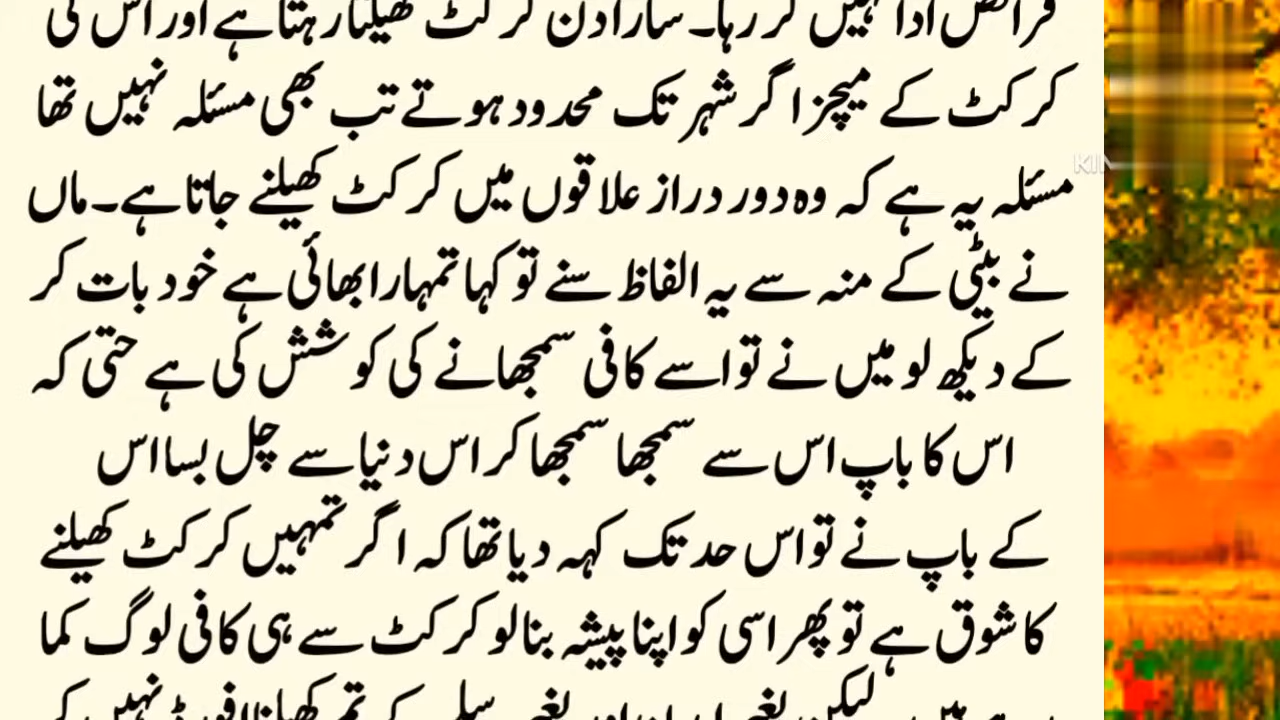 فرائض ادا نہیں کر رہا۔ سارا دن کرکٹ کھیلتا رہتا ہے اور اس کی
کرکٹ کے میچز اگر شہر تک محدود ہوتے تب بھی مسئلہ نہیں تھا
مسئلہ یہ ہے کہ وہ دور دراز علاقوں میں کرکٹ کھیلنے جاتا ہے۔ ماں
نے بیٹی کے منہ سے یہ الفاظ سنے تو کہا تمہارا بھائی ہے خود بات کر
کے دیکھ لو میں نے تو اسے کافی سمجھانے کی کوشش کی ہے حتی کہ
اس کا باپ اس سے سمجھا سمجھا کر اس دنیا سے چل بسا اس
کے باپ نے تو اس حد تک کہہ دیا تھا کہ اگر تمہیں کرکٹ کھیلنے
کا شوق ہے تو پھر اسی کو اپنا پیشہ بنا لو کرکٹ سے ہی کافی لوگ کما
رہے ہیں۔ لیکن بغیر
KIN